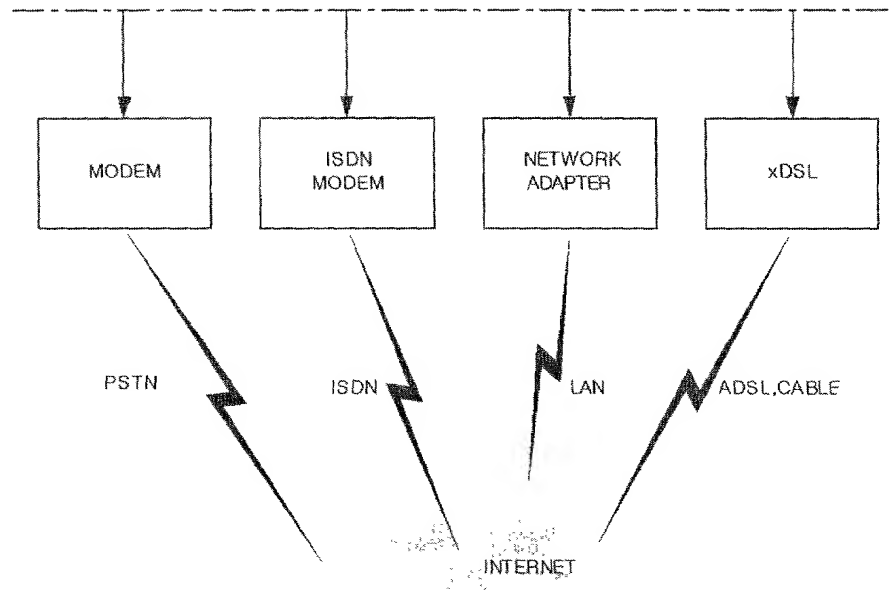 MODEM
ISDN
MODEM
NETWORK
ADAPTER
xDSL
PSTN
ISDN
LAN
ADSL,CABLE
INTERNET